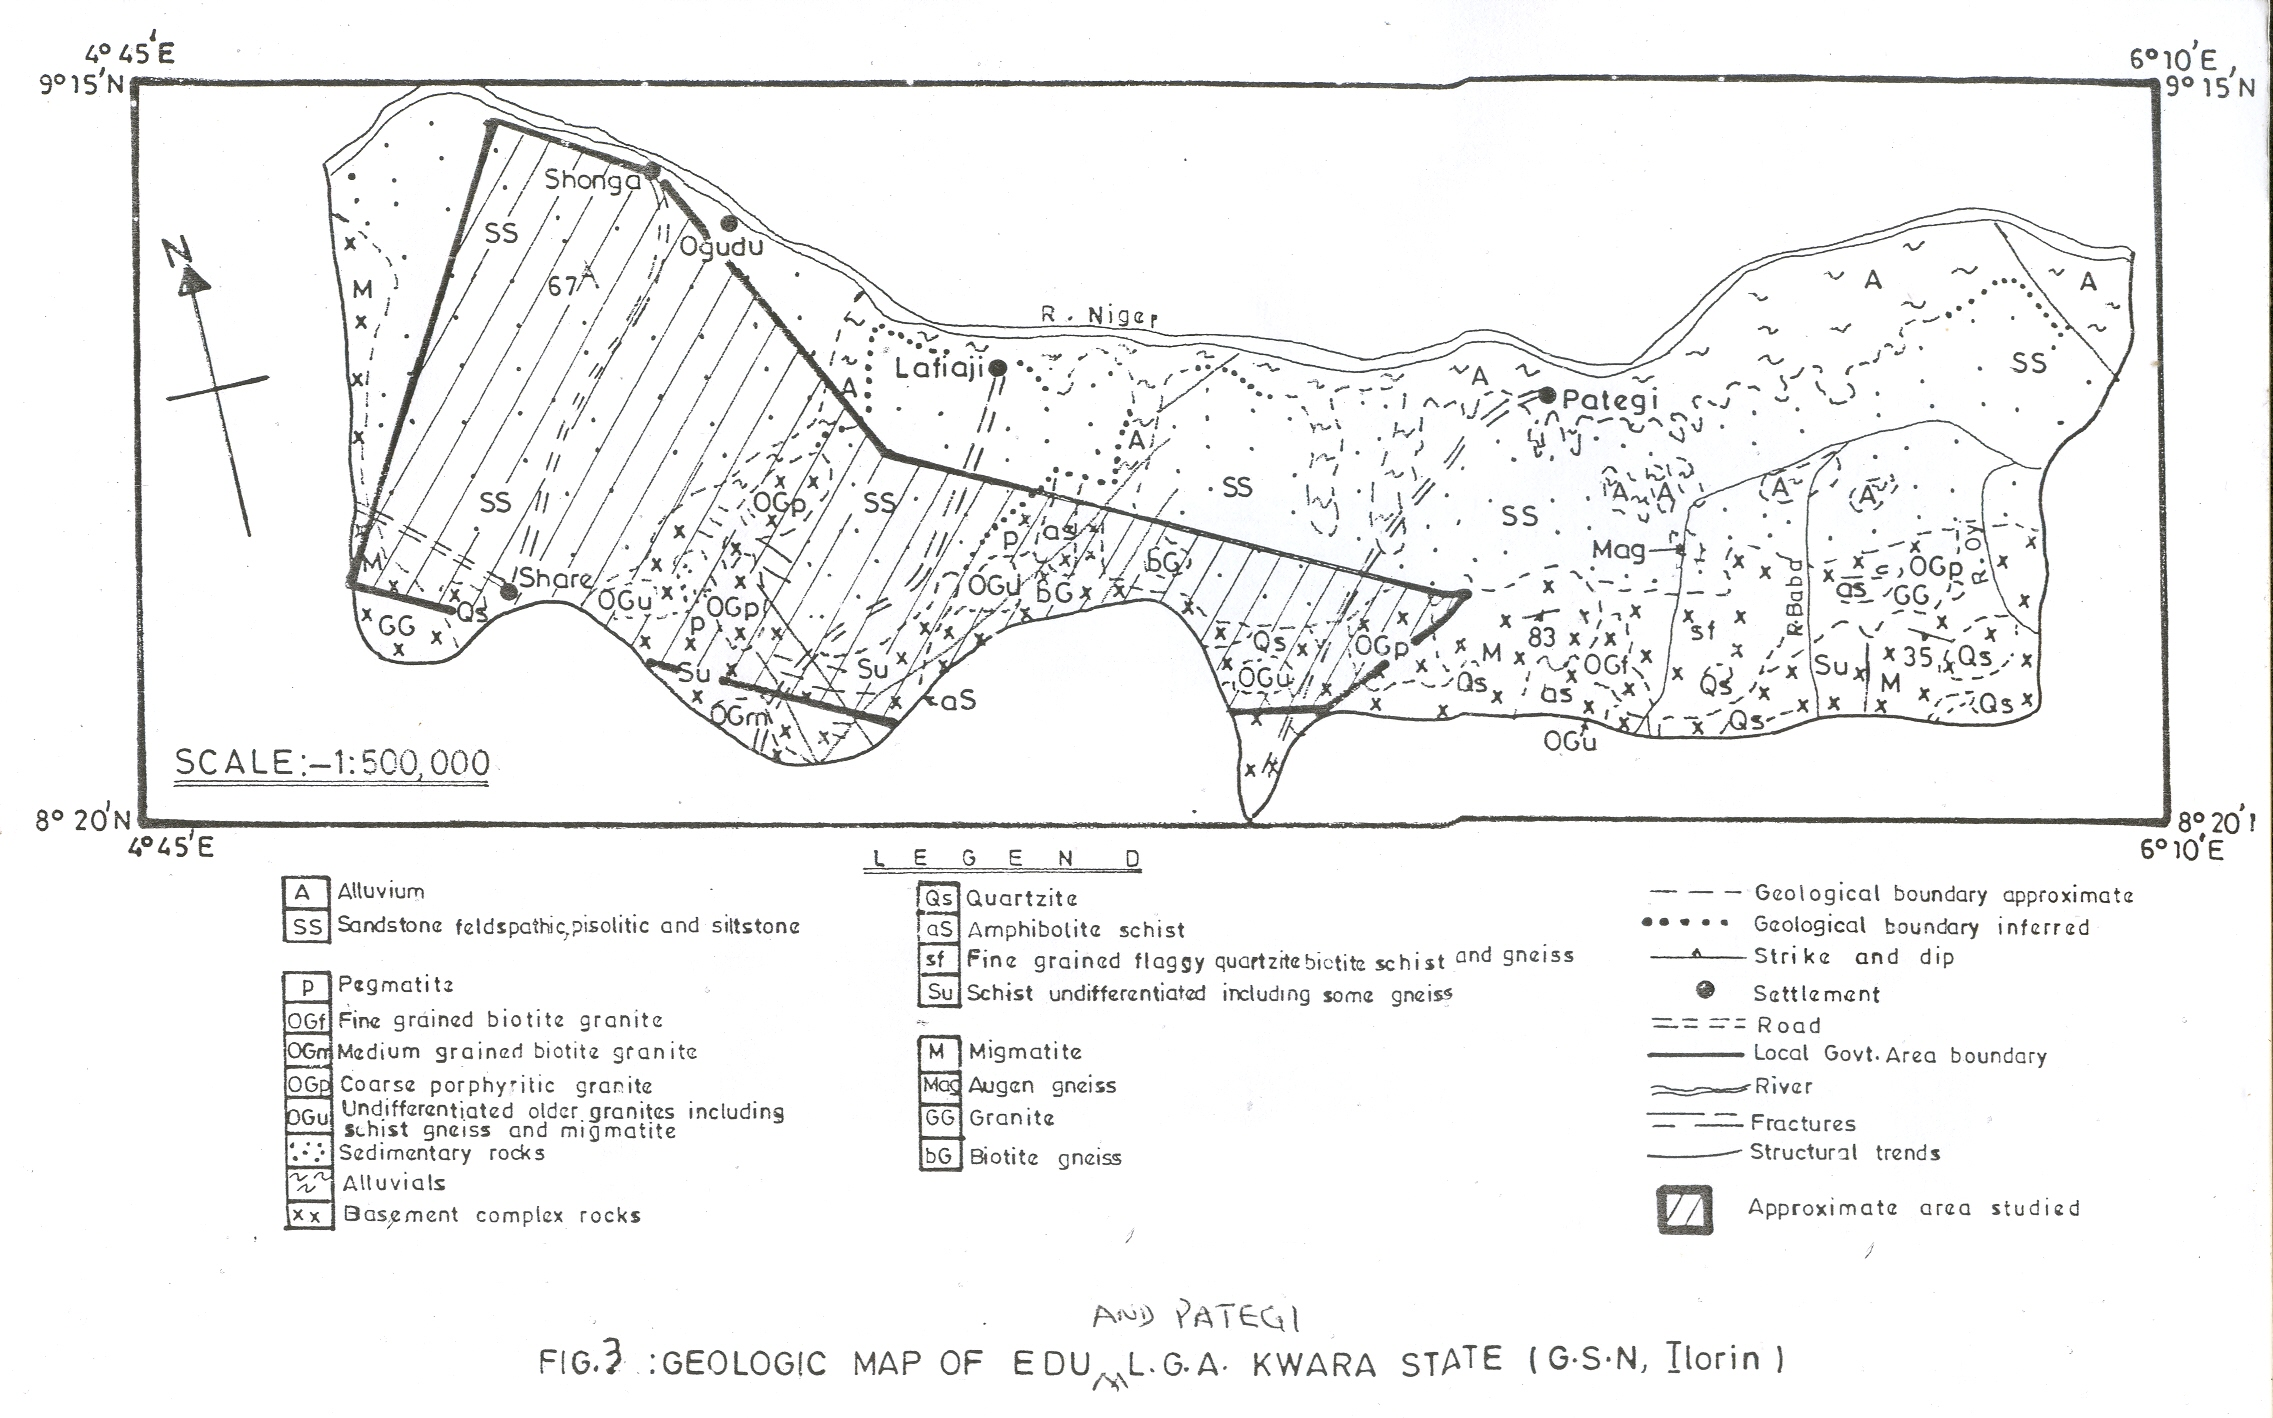 4° 45'E
6° 10'E,
9° 15'N
9° 15'N
N
Shonga
SS
Ogudu
67
M
A
A
R. Niger
SS
Lafiaji
A
A
Pategi
A
SS
SS
OGp
SS
SS
A
A
A
A
P
as
bG
Mag
R. Oyi
M
Share
Qs
GG
OGu
OGp
P
OGu
bG
OGp
as
GG
R. Baba
Su
Su
aS
OGm
Qs
OGu
OGp
M
83
OGf
sf
Su
35
Qs
Qs
as
Qs
M
Qs
Qs
OGu
SCALE:–1:500,000
8° 20'N
8° 20'
4° 45'E
6° 10'E
LEGEND
A Alluvium
SS Sandstone feldspathic, pisolitic and siltstone
P Pegmatite
OGf Fine grained biotite granite
OGm Medium grained biotite granite
OGp Coarse porphyritic granite
OGu Undifferentiated older granites including
schist gneiss and migmatite
Sedimentary rocks
Alluvials
x x Basement complex rocks
Qs Quartzite
aS Amphibolite schist
sf Fine grained flaggy quartzite biotite schist and gneiss
Su Schist undifferentiated including some gneiss
M Migmatite
Mag Augen gneiss
GG Granite
bG Biotite gneiss
Geological boundary approximate
Geological boundary inferred
Strike and dip
Settlement
Road
Local Govt. Area boundary
River
Fractures
Structural trends
Approximate area studied
AND PATEGI
FIG.3 :GEOLOGIC MAP OF EDU L.G.A. KWARA STATE (G.S.N, Ilorin)